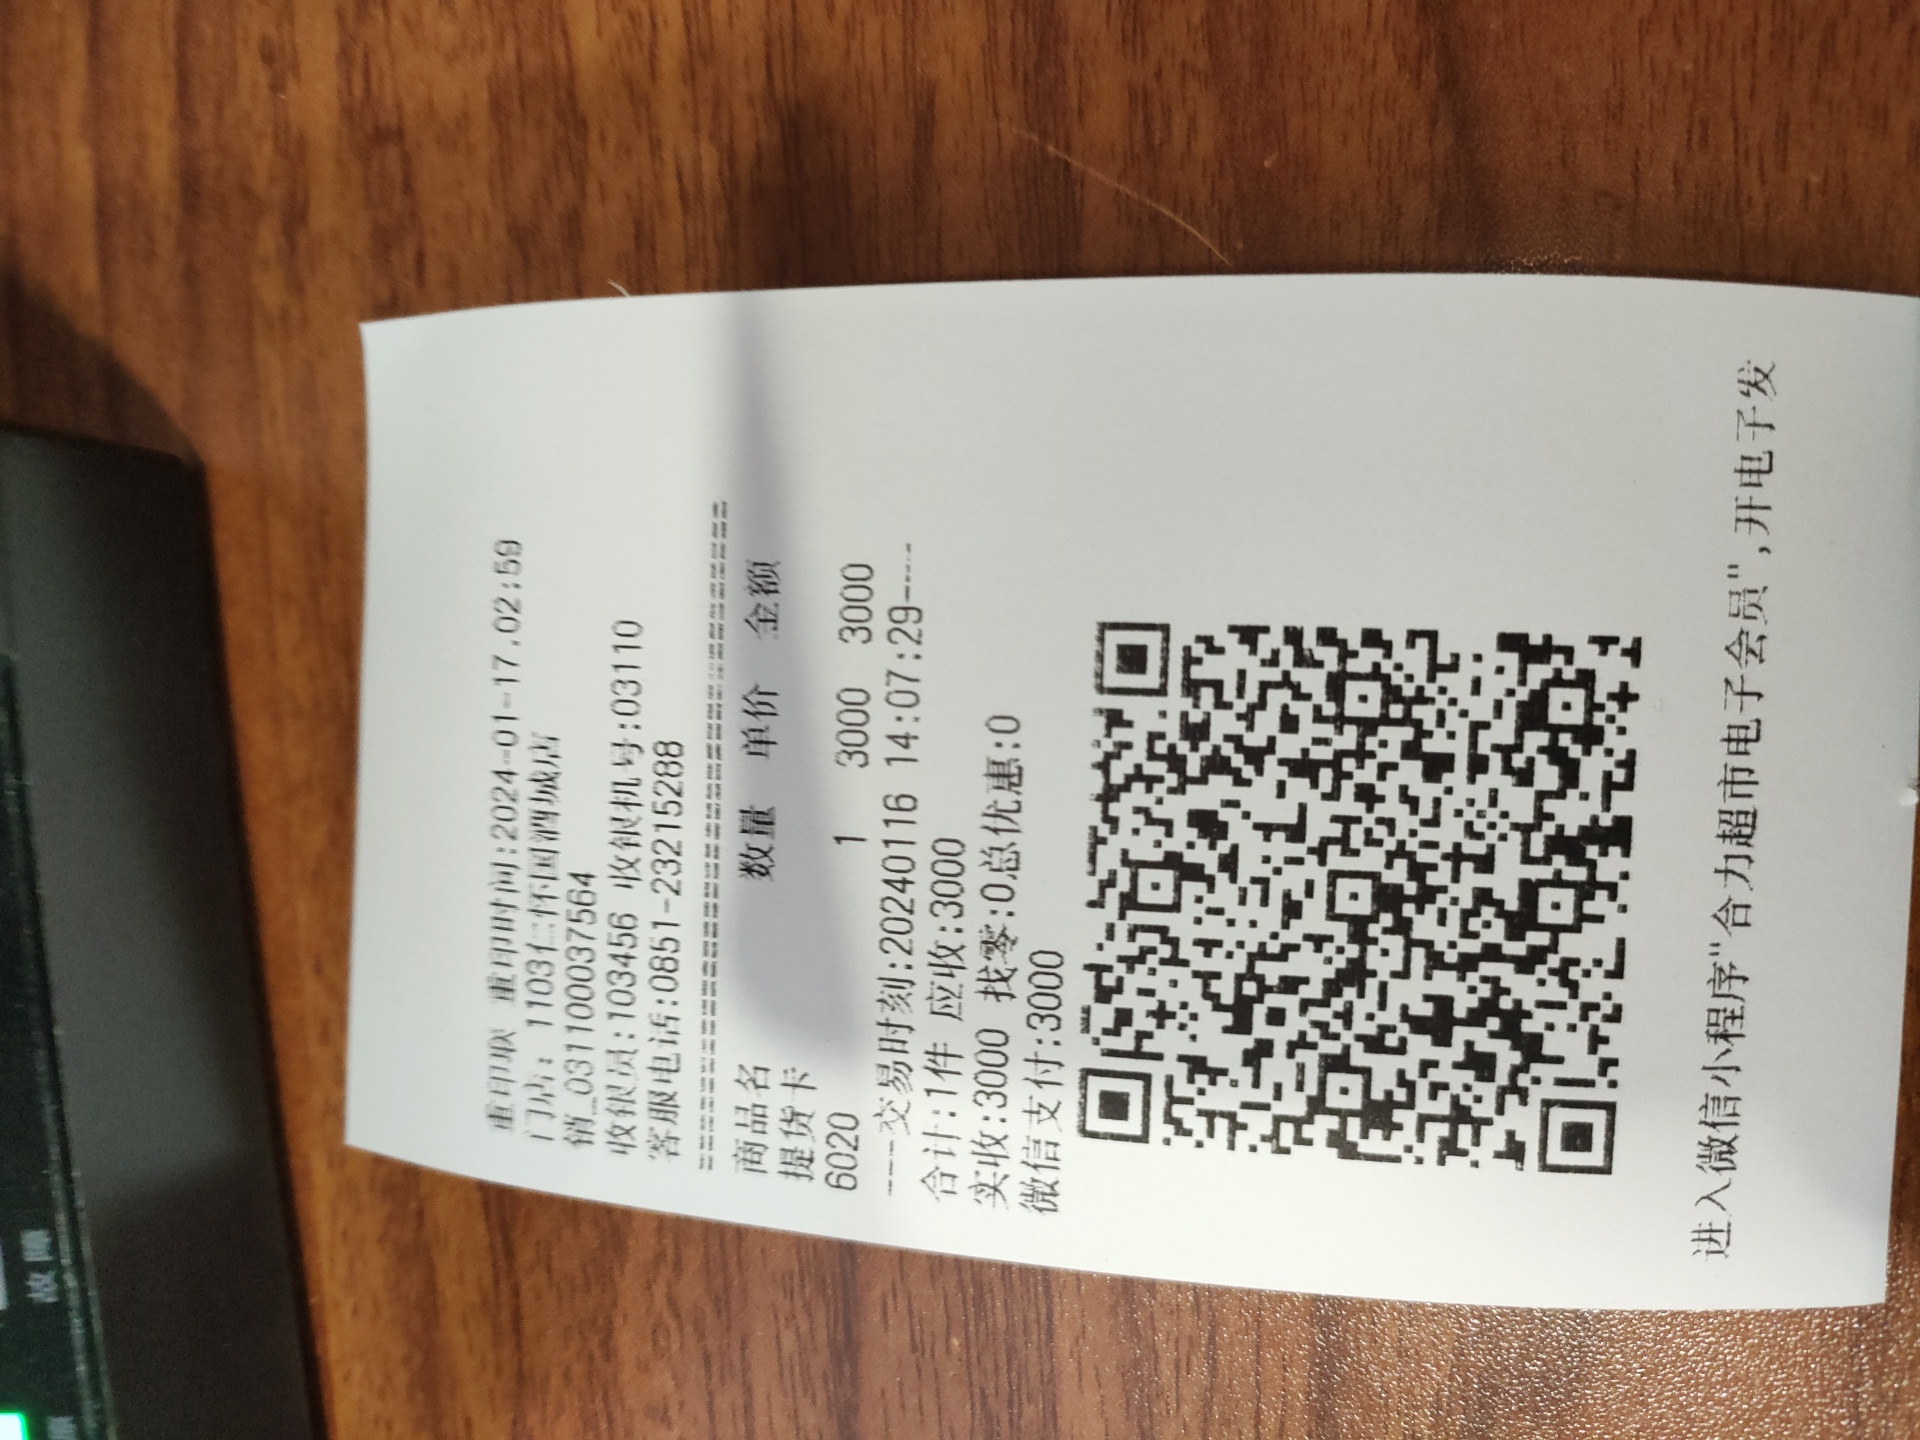 重印联 重印时间:2024-01-17,02:59
门店: 1103仁怀国酒城店
销_0311000037564
收银员:103456 收银机号:03110
客服电话:0851-23215288
商品名 数量 单价 金额
提货卡
6020 1 3000 3000
----交易时刻:20240116 14:07:29----
合计:1件 应收:3000
实收:3000 找零:0总优惠:0
微信支付:3000
进入微信小程序"合力超市电子会员",开电子发